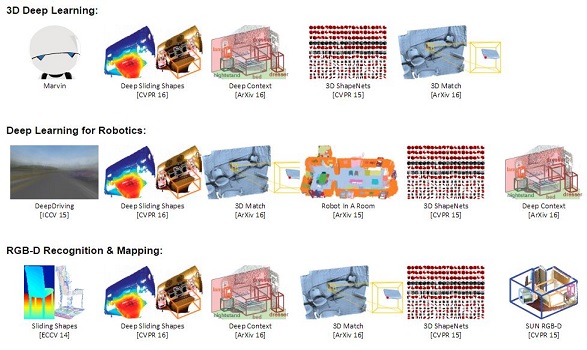 3D Deep Learning:
Marvin
Deep Sliding Shapes
[CVPR 16]
Deep Context
[ArXiv 16]
3D ShapeNets
[CVPR 15]
3D Match
[ArXiv 16]
Deep Learning for Robotics:
DeepDriving
[ICCV 15]
Deep Sliding Shapes
[CVPR 16]
3D Match
[ArXiv 16]
Robot In A Room
[ArXiv 15]
3D ShapeNets
[CVPR 15]
Deep Context
[ArXiv 16]
RGB-D Recognition & Mapping:
Sliding Shapes
[ECCV 14]
Deep Sliding Shapes
[CVPR 16]
Deep Context
[ArXiv 16]
3D Match
[ArXiv 16]
3D ShapeNets
[CVPR 15]
SUN RGB-D
[CVPR 15]